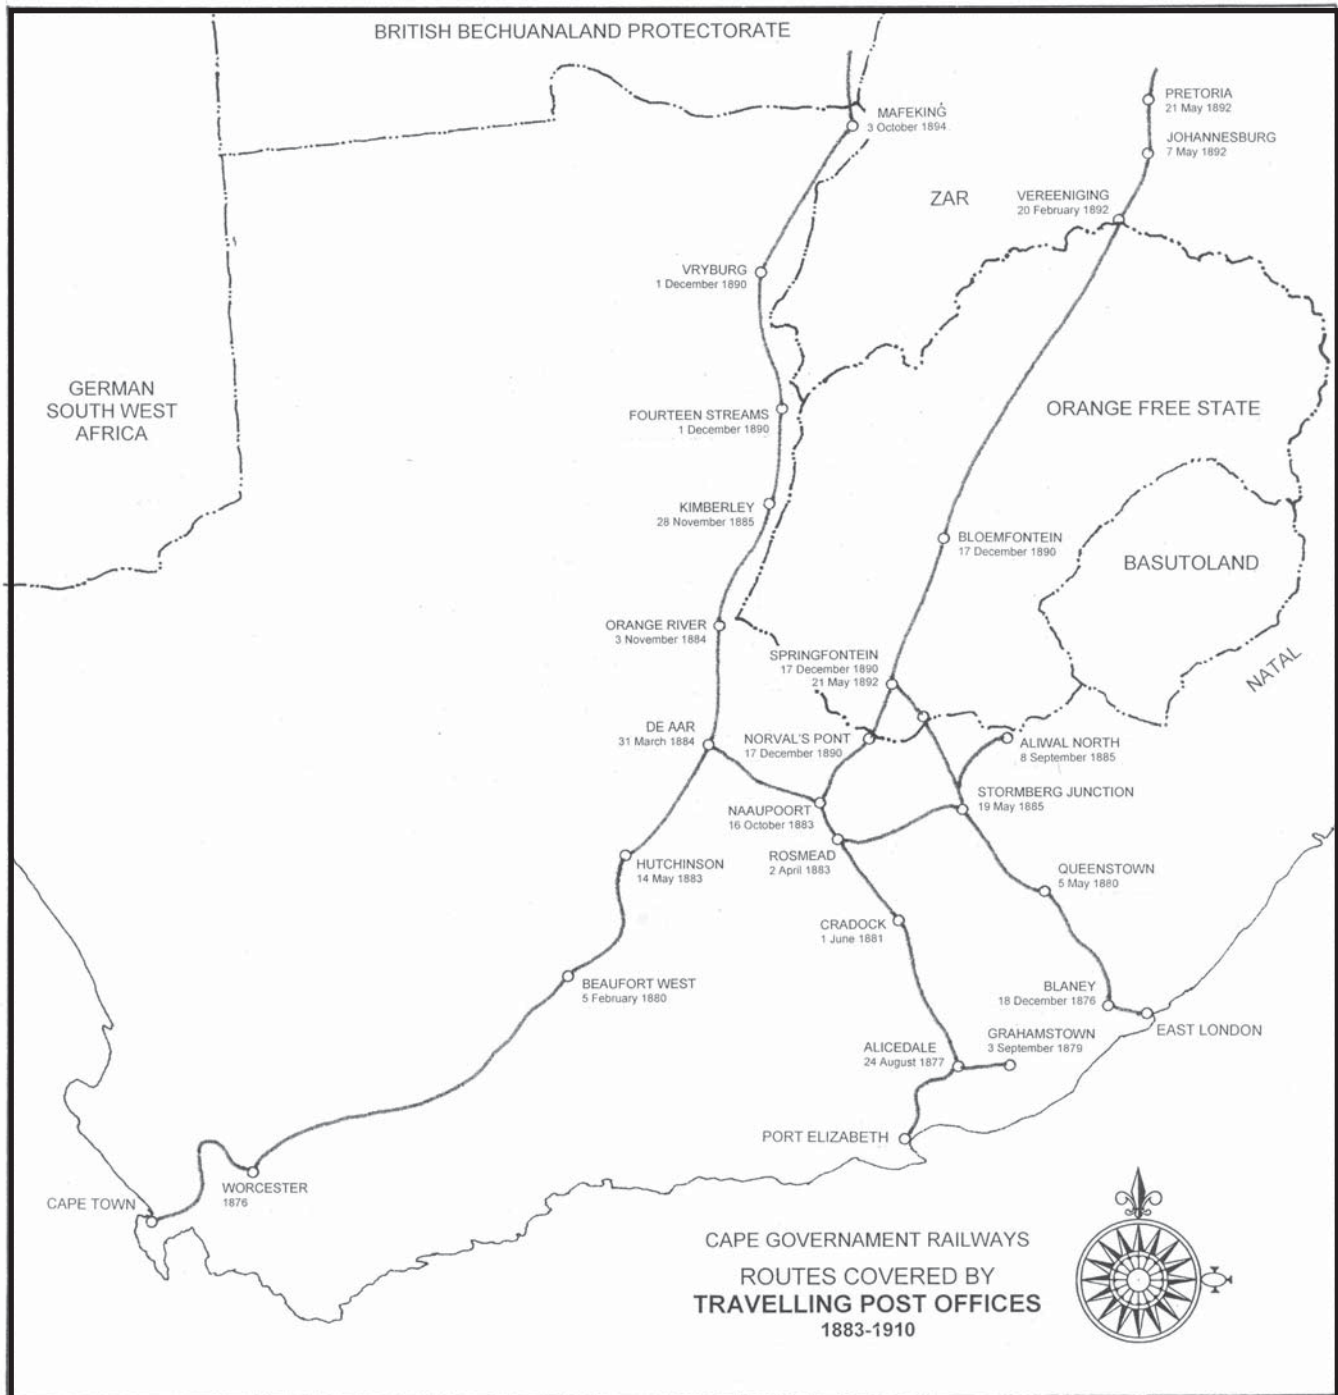 BRITISH BECHUANALAND PROTECTORATE
PRETORIA
21 May 1892
MAFEKING
3 October 1894
JOHANNESBURG
7 May 1892
ZAR
VEREENIGING
20 February 1892
VRYBURG
1 December 1890
GERMAN
SOUTH WEST
AFRICA
FOURTEEN STREAMS
1 December 1890
ORANGE FREE STATE
KIMBERLEY
28 November 1885
BLOEMFONTEIN
17 December 1890
BASUTOLAND
ORANGE RIVER
3 November 1884
SPRINGFONTEIN
17 December 1890
21 May 1892
NATAL
DE AAR
31 March 1884
NORVAL'S PONT
17 December 1890
ALIWAL NORTH
8 September 1885
STORMBERG JUNCTION
19 May 1885
NAAUPOORT
16 October 1883
ROSMEAD
2 April 1883
HUTCHINSON
14 May 1883
QUEENSTOWN
5 May 1880
CRADOCK
1 June 1881
BEAUFORT WEST
5 February 1880
BLANEY
18 December 1876
EAST LONDON
GRAHAMSTOWN
3 September 1879
ALICEDALE
24 August 1877
PORT ELIZABETH
WORCESTER
1876
CAPE TOWN
CAPE GOVERNAMENT RAILWAYS
ROUTES COVERED BY
TRAVELLING POST OFFICES
1883-1910